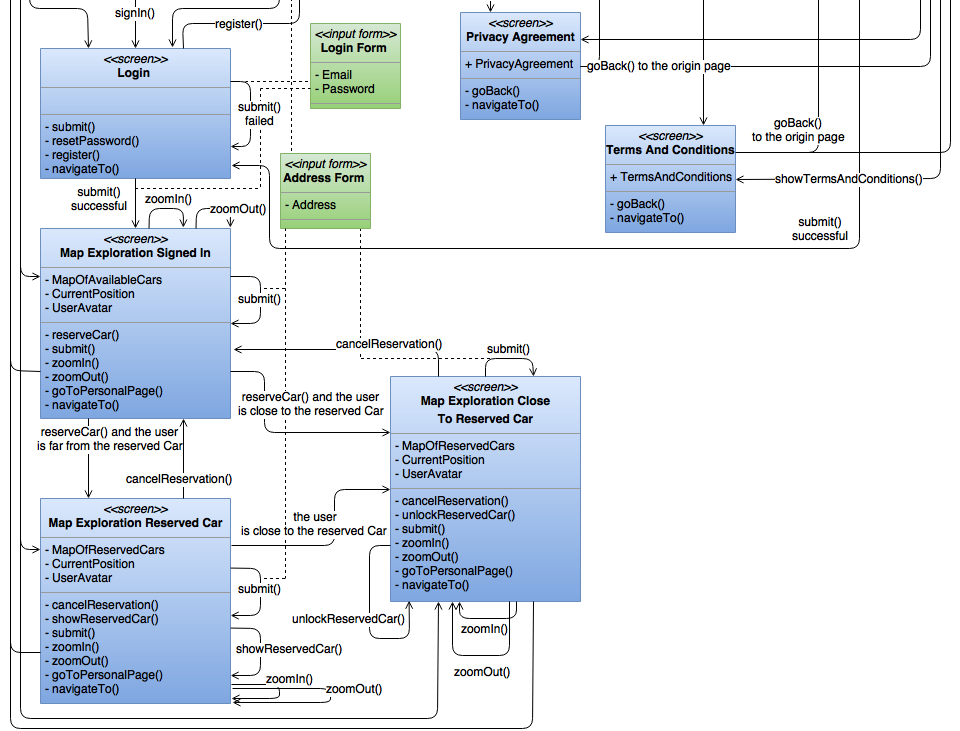 signIn()
register()
<<screen>>
Login
- submit()
- resetPassword()
- register()
- navigateTo()
<<input form>>
Login Form
- Email
- Password
submit()
failed
<<screen>>
Privacy Agreement
+ PrivacyAgreement
- goBack()
- navigateTo()
goBack() to the origin page
goBack()
to the origin page
<<screen>>
Terms And Conditions
+ TermsAndConditions
- goBack()
- navigateTo()
showTermsAndConditions()
submit()
successful
<<input form>>
Address Form
- Address
submit()
successful
zoomIn()
zoomOut()
<<screen>>
Map Exploration Signed In
- MapOfAvailableCars
- CurrentPosition
- UserAvatar
- reserveCar()
- submit()
- zoomIn()
- zoomOut()
- goToPersonalPage()
- navigateTo()
submit()
cancelReservation()
submit()
reserveCar() and the user
is close to the reserved Car
reserveCar() and the user
is far from the reserved Car
cancelReservation()
<<screen>>
Map Exploration Close
To Reserved Car
- MapOfReservedCars
- CurrentPosition
- UserAvatar
- cancelReservation()
- unlockReservedCar()
- submit()
- zoomIn()
- zoomOut()
- goToPersonalPage()
- navigateTo()
the user
is close to the reserved Car
<<screen>>
Map Exploration Reserved Car
- MapOfReservedCars
- CurrentPosition
- UserAvatar
- cancelReservation()
- showReservedCar()
- submit()
- zoomIn()
- zoomOut()
- goToPersonalPage()
- navigateTo()
submit()
showReservedCar()
zoomIn()
zoomOut()
unlockReservedCar()
zoomIn()
zoomOut()